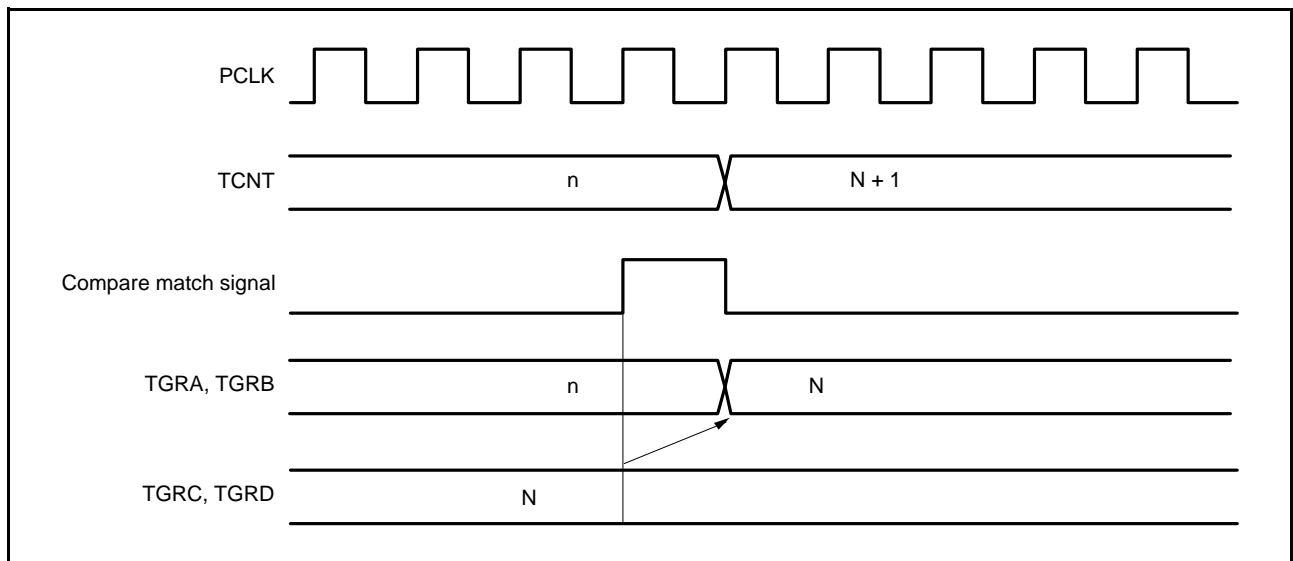 PCLK
TCNT n N + 1
Compare match signal
TGRA, TGRB n N
TGRC, TGRD N